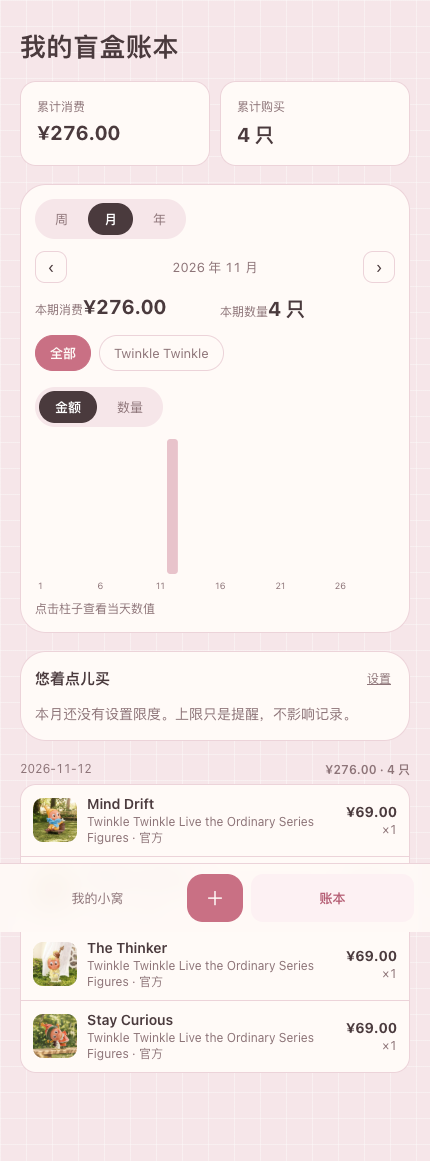 我的盲盒账本
累计消费
¥276.00
累计购买
4 只
周 月 年
‹ 2026 年 11 月 ›
本期消费¥276.00 本期数量4 只
全部 Twinkle Twinkle
金额 数量
1 6 11 16 21 26
点击柱子查看当天数值
悠着点儿买 设置
本月还没有设置限度。上限只是提醒，不影响记录。
2026-11-12 ¥276.00 · 4 只
Mind Drift
Twinkle Twinkle Live the Ordinary Series
Figures · 官方
¥69.00
×1
我的小窝 + 账本
The Thinker
Twinkle Twinkle Live the Ordinary Series
Figures · 官方
¥69.00
×1
Stay Curious
Twinkle Twinkle Live the Ordinary Series
Figures · 官方
¥69.00
×1